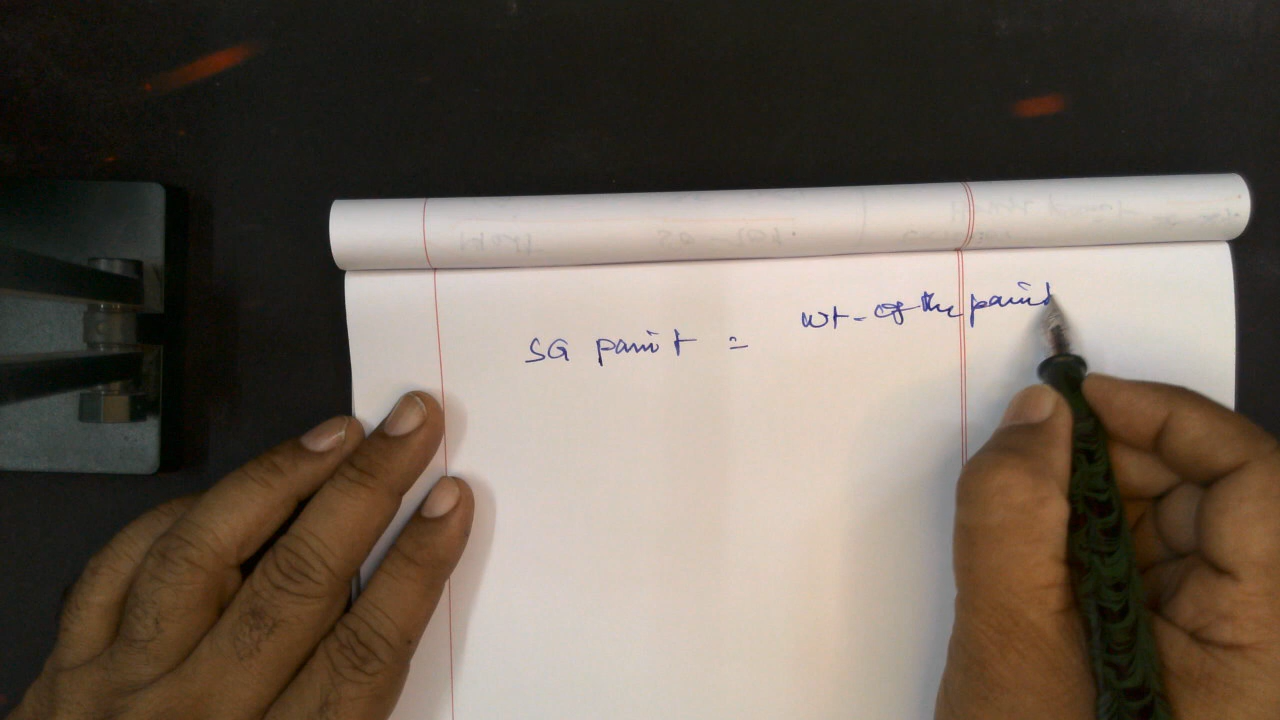 SG paint = wt. of the paint